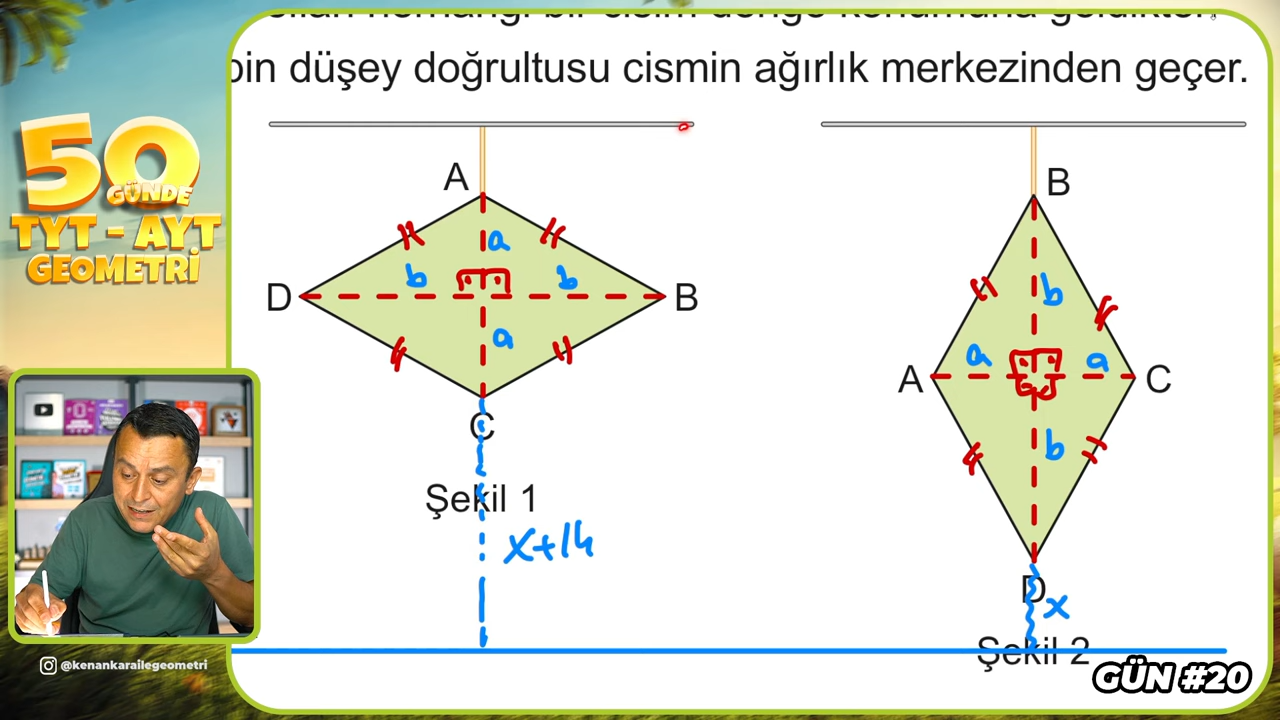 bin düşey doğrultusu cismin ağırlık merkezinden geçer.
50
GÜNDE
TYT - AYT
GEOMETRİ
A
a
b
b
D
B
a
C
Şekil 1
x+14
B
b
a
a
A
C
b
D
x
Şekil 2
@kenankarailegeometri
GÜN #20